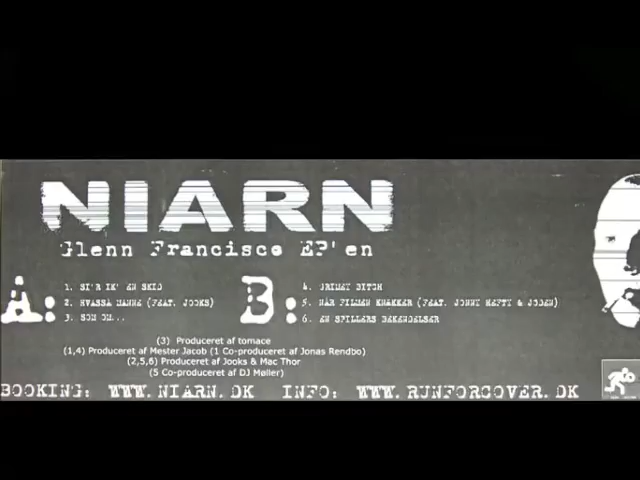 NIARN
Glenn Francisco EP'en
A:
1. SI'R IK' EN SKID
2. HVASSÅ MANNE (FEAT. JOOKS)
3. SOM OM...
B:
4. GRIMET BITCH
5. NÅR FILMEN KNÆKKER (FEAT. JONNY HEFTY & JODEN)
6. EN SPILLERS BEKENDELSER
(3) Produceret af tomace
(1,4) Produceret af Mester Jacob (1 Co-produceret af Jonas Rendbo)
(2,5,6) Produceret af Jooks & Mac Thor
(5 Co-produceret af DJ Møller)
BOOKING: WWW.NIARN.DK INFO: WWW.RUNFORCOVER.DK